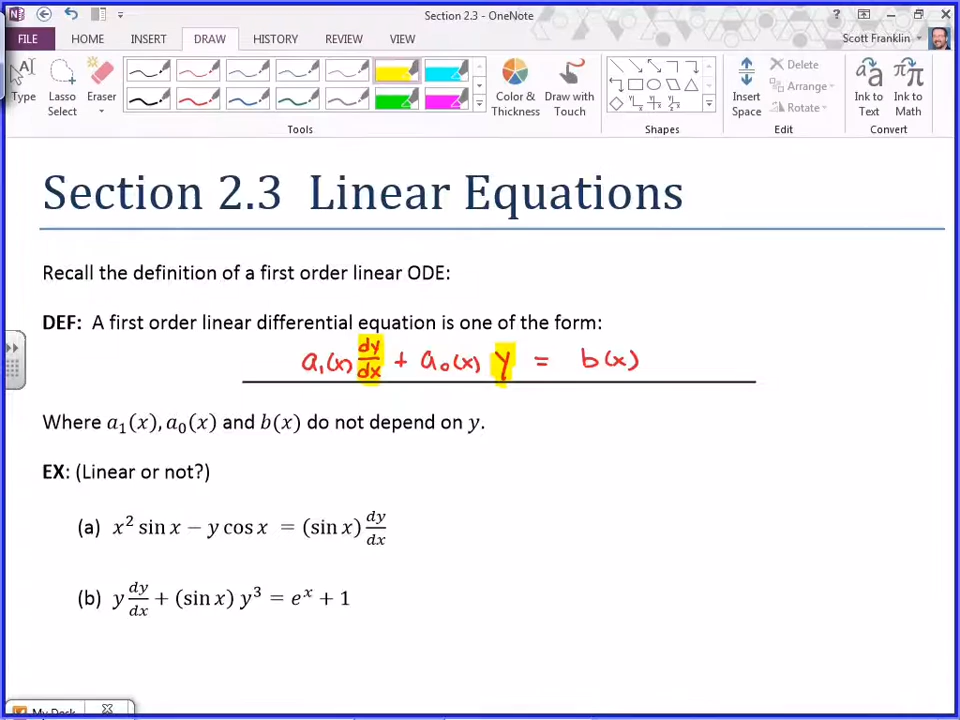 Section 2.3 - OneNote
?
FILE HOME INSERT DRAW HISTORY REVIEW VIEW Scott Franklin
Type Lasso Select Eraser Color & Thickness Draw with Touch Insert Space Delete Arrange Rotate Ink to Text Ink to Math
Tools Shapes Edit Convert
Section 2.3 Linear Equations
Recall the definition of a first order linear ODE:
DEF: A first order linear differential equation is one of the form:
a₁(x) dy/dx + a₀(x) y = b(x)
Where a₁(x), a₀(x) and b(x) do not depend on y.
EX: (Linear or not?)
(a) x² sin x − y cos x = (sin x) dy/dx
(b) y dy/dx + (sin x) y³ = eˣ + 1
My Desk